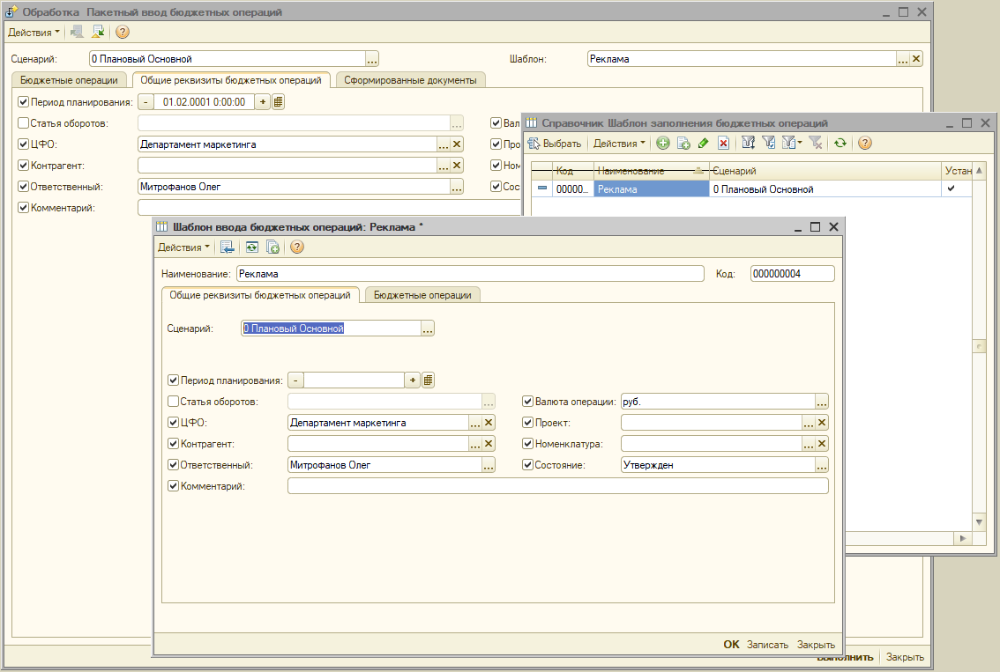 Обработка Пакетный ввод бюджетных операций
Действия
Сценарий: 0 Плановый Основной ... Шаблон: Реклама ...
Бюджетные операции Общие реквизиты бюджетных операций Сформированные документы
Период планирования: - 01.02.0001 0:00:00 +
Статья оборотов: ... Вал
ЦФО: Департамент маркетинга ... Про
Контрагент: ... Ном
Ответственный: Митрофанов Олег ... Сос
Комментарий:
Справочник Шаблон заполнения бюджетных операций
Выбрать Действия
Код Наименование Сценарий Устан
00000... Реклама 0 Плановый Основной
Шаблон ввода бюджетных операций: Реклама *
Действия
Наименование: Реклама Код: 000000004
Общие реквизиты бюджетных операций Бюджетные операции
Сценарий: 0 Плановый Основной ...
Период планирования: - +
Статья оборотов: ... Валюта операции: руб. ...
ЦФО: Департамент маркетинга ... Проект: ...
Контрагент: ... Номенклатура: ...
Ответственный: Митрофанов Олег ... Состояние: Утвержден ...
Комментарий:
OK Записать Закрыть
Выполнить Закрыть